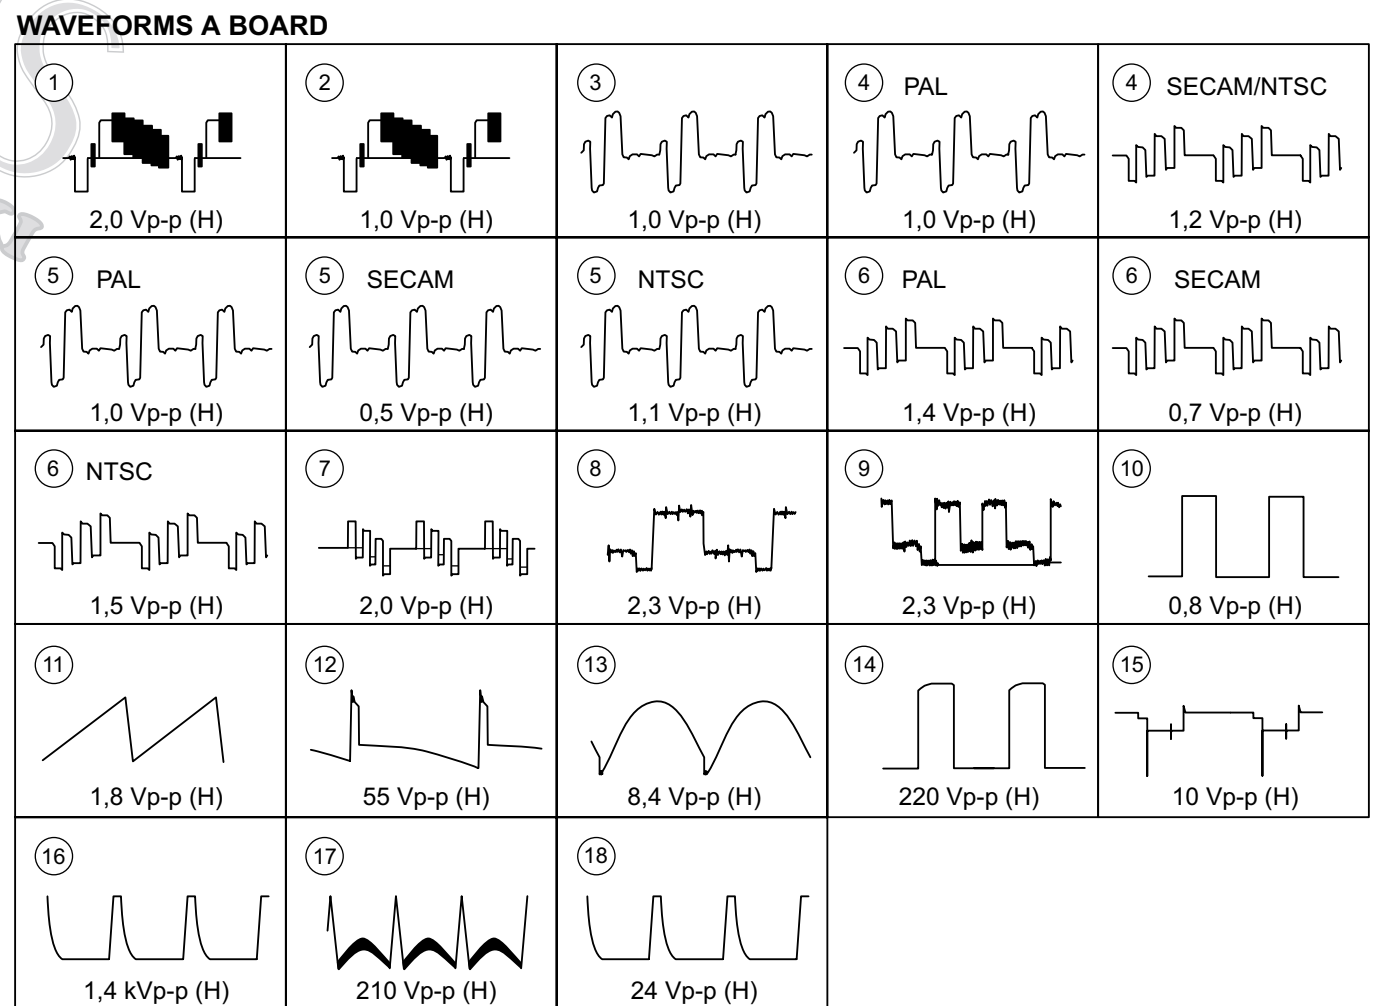 WAVEFORMS A BOARD
1
2
3
4 PAL
4 SECAM/NTSC
2,0 Vp-p (H)
1,0 Vp-p (H)
1,0 Vp-p (H)
1,0 Vp-p (H)
1,2 Vp-p (H)
5 PAL
5 SECAM
5 NTSC
6 PAL
6 SECAM
1,0 Vp-p (H)
0,5 Vp-p (H)
1,1 Vp-p (H)
1,4 Vp-p (H)
0,7 Vp-p (H)
6 NTSC
7
8
9
10
1,5 Vp-p (H)
2,0 Vp-p (H)
2,3 Vp-p (H)
2,3 Vp-p (H)
0,8 Vp-p (H)
11
12
13
14
15
1,8 Vp-p (H)
55 Vp-p (H)
8,4 Vp-p (H)
220 Vp-p (H)
10 Vp-p (H)
16
17
18
1,4 kVp-p (H)
210 Vp-p (H)
24 Vp-p (H)